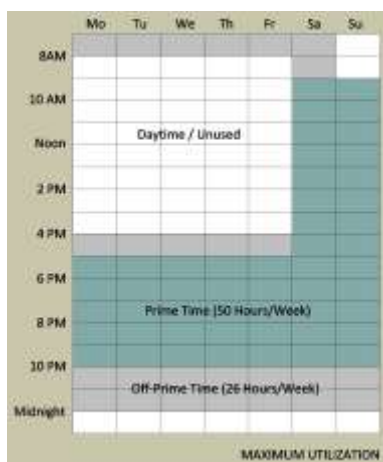 Mo Tu We Th Fr Sa Su
8AM
10 AM
Daytime / Unused
Noon
2 PM
4 PM
6 PM
Prime Time (50 Hours/Week)
8 PM
10 PM
Off-Prime Time (26 Hours/Week)
Midnight
MAXIMUM UTILIZATION